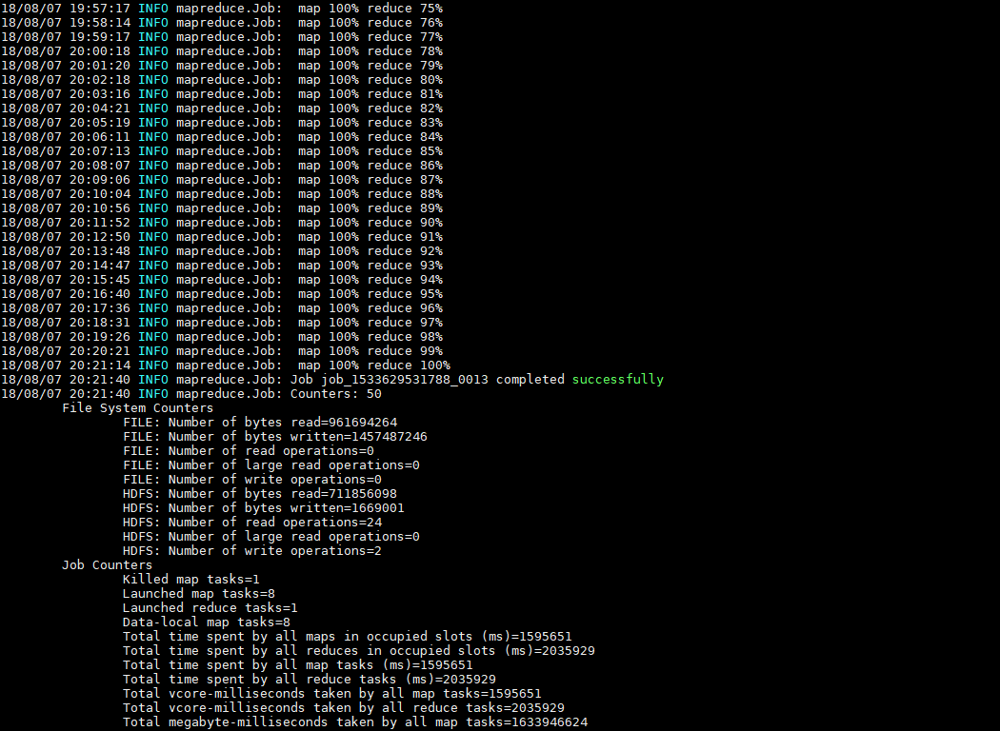 18/08/07 19:57:17 INFO mapreduce.Job:  map 100% reduce 75%
18/08/07 19:58:14 INFO mapreduce.Job:  map 100% reduce 76%
18/08/07 19:59:17 INFO mapreduce.Job:  map 100% reduce 77%
18/08/07 20:00:18 INFO mapreduce.Job:  map 100% reduce 78%
18/08/07 20:01:20 INFO mapreduce.Job:  map 100% reduce 79%
18/08/07 20:02:18 INFO mapreduce.Job:  map 100% reduce 80%
18/08/07 20:03:16 INFO mapreduce.Job:  map 100% reduce 81%
18/08/07 20:04:21 INFO mapreduce.Job:  map 100% reduce 82%
18/08/07 20:05:19 INFO mapreduce.Job:  map 100% reduce 83%
18/08/07 20:06:11 INFO mapreduce.Job:  map 100% reduce 84%
18/08/07 20:07:13 INFO mapreduce.Job:  map 100% reduce 85%
18/08/07 20:08:07 INFO mapreduce.Job:  map 100% reduce 86%
18/08/07 20:09:06 INFO mapreduce.Job:  map 100% reduce 87%
18/08/07 20:10:04 INFO mapreduce.Job:  map 100% reduce 88%
18/08/07 20:10:56 INFO mapreduce.Job:  map 100% reduce 89%
18/08/07 20:11:52 INFO mapreduce.Job:  map 100% reduce 90%
18/08/07 20:12:50 INFO mapreduce.Job:  map 100% reduce 91%
18/08/07 20:13:48 INFO mapreduce.Job:  map 100% reduce 92%
18/08/07 20:14:47 INFO mapreduce.Job:  map 100% reduce 93%
18/08/07 20:15:45 INFO mapreduce.Job:  map 100% reduce 94%
18/08/07 20:16:40 INFO mapreduce.Job:  map 100% reduce 95%
18/08/07 20:17:36 INFO mapreduce.Job:  map 100% reduce 96%
18/08/07 20:18:31 INFO mapreduce.Job:  map 100% reduce 97%
18/08/07 20:19:26 INFO mapreduce.Job:  map 100% reduce 98%
18/08/07 20:20:21 INFO mapreduce.Job:  map 100% reduce 99%
18/08/07 20:21:14 INFO mapreduce.Job:  map 100% reduce 100%
18/08/07 20:21:40 INFO mapreduce.Job: Job job_1533629531788_0013 completed successfully
18/08/07 20:21:40 INFO mapreduce.Job: Counters: 50
File System Counters
FILE: Number of bytes read=961694264
FILE: Number of bytes written=1457487246
FILE: Number of read operations=0
FILE: Number of large read operations=0
FILE: Number of write operations=0
HDFS: Number of bytes read=711856098
HDFS: Number of bytes written=1669001
HDFS: Number of read operations=24
HDFS: Number of large read operations=0
HDFS: Number of write operations=2
Job Counters
Killed map tasks=1
Launched map tasks=8
Launched reduce tasks=1
Data-local map tasks=8
Total time spent by all maps in occupied slots (ms)=1595651
Total time spent by all reduces in occupied slots (ms)=2035929
Total time spent by all map tasks (ms)=1595651
Total time spent by all reduce tasks (ms)=2035929
Total vcore-milliseconds taken by all map tasks=1595651
Total vcore-milliseconds taken by all reduce tasks=2035929
Total megabyte-milliseconds taken by all map tasks=1633946624